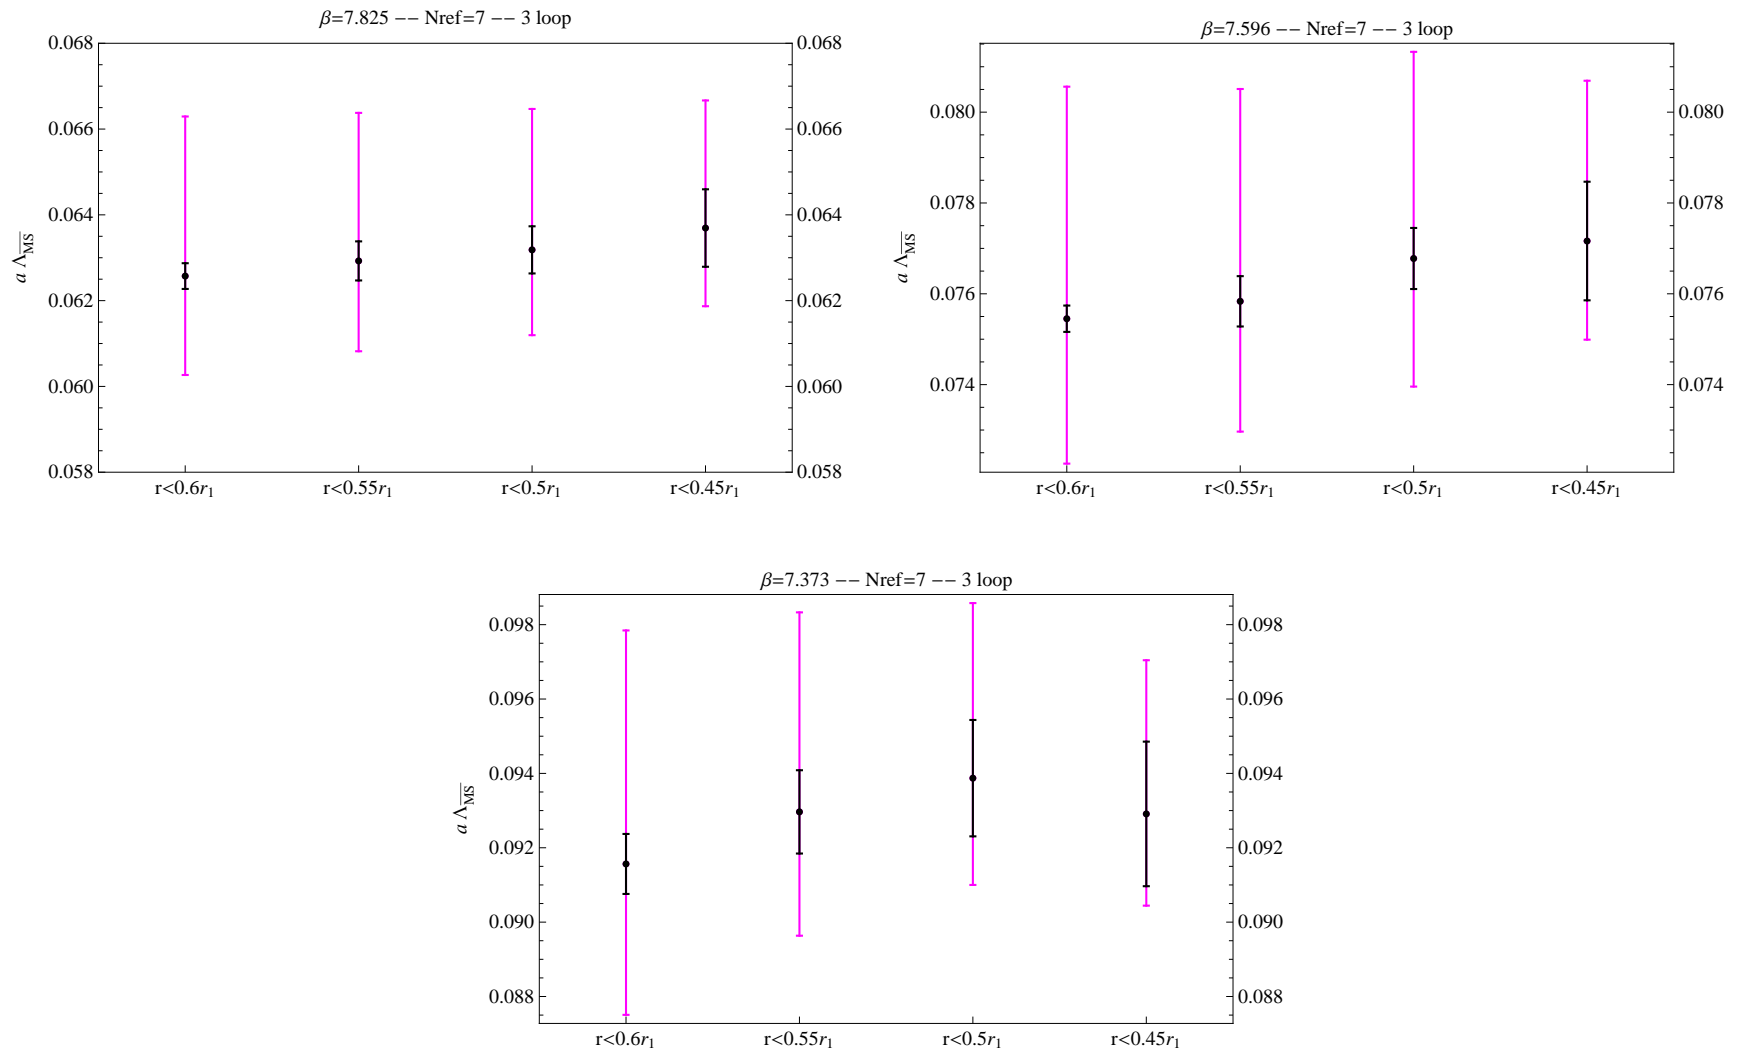 β=7.825 −− Nref=7 −− 3 loop
0.068
0.066
0.064
0.062
0.060
0.058
a Λ_MS
0.068
0.066
0.064
0.062
0.060
0.058
r<0.6r₁
r<0.55r₁
r<0.5r₁
r<0.45r₁
β=7.596 −− Nref=7 −− 3 loop
0.080
0.078
0.076
0.074
a Λ_MS
0.080
0.078
0.076
0.074
r<0.6r₁
r<0.55r₁
r<0.5r₁
r<0.45r₁
β=7.373 −− Nref=7 −− 3 loop
0.098
0.096
0.094
0.092
0.090
0.088
a Λ_MS
0.098
0.096
0.094
0.092
0.090
0.088
r<0.6r₁
r<0.55r₁
r<0.5r₁
r<0.45r₁